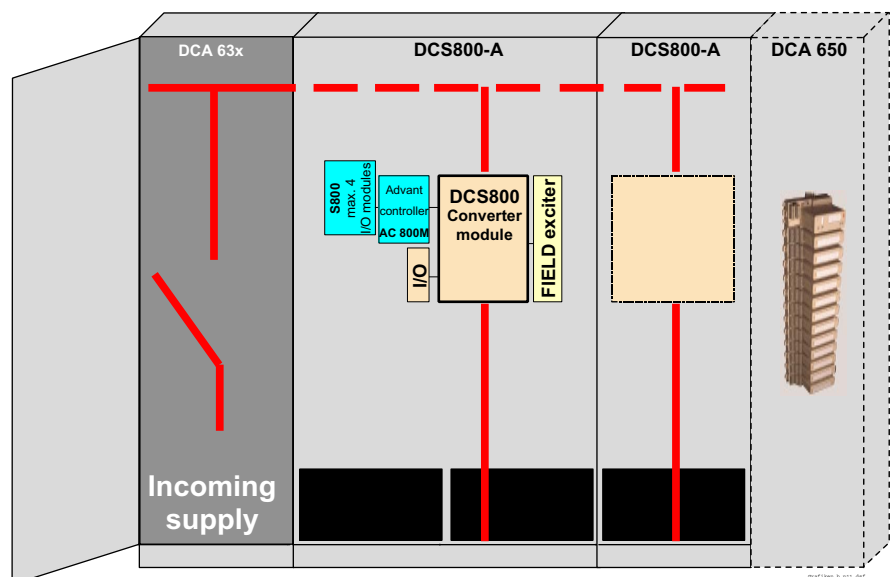 DCA 63x
DCS800-A
DCS800-A
DCA 650
S800
max. 4
I/O modules
Advant
controller
AC 800M
DCS800
Converter
module
I/O
FIELD exciter
Incoming
supply